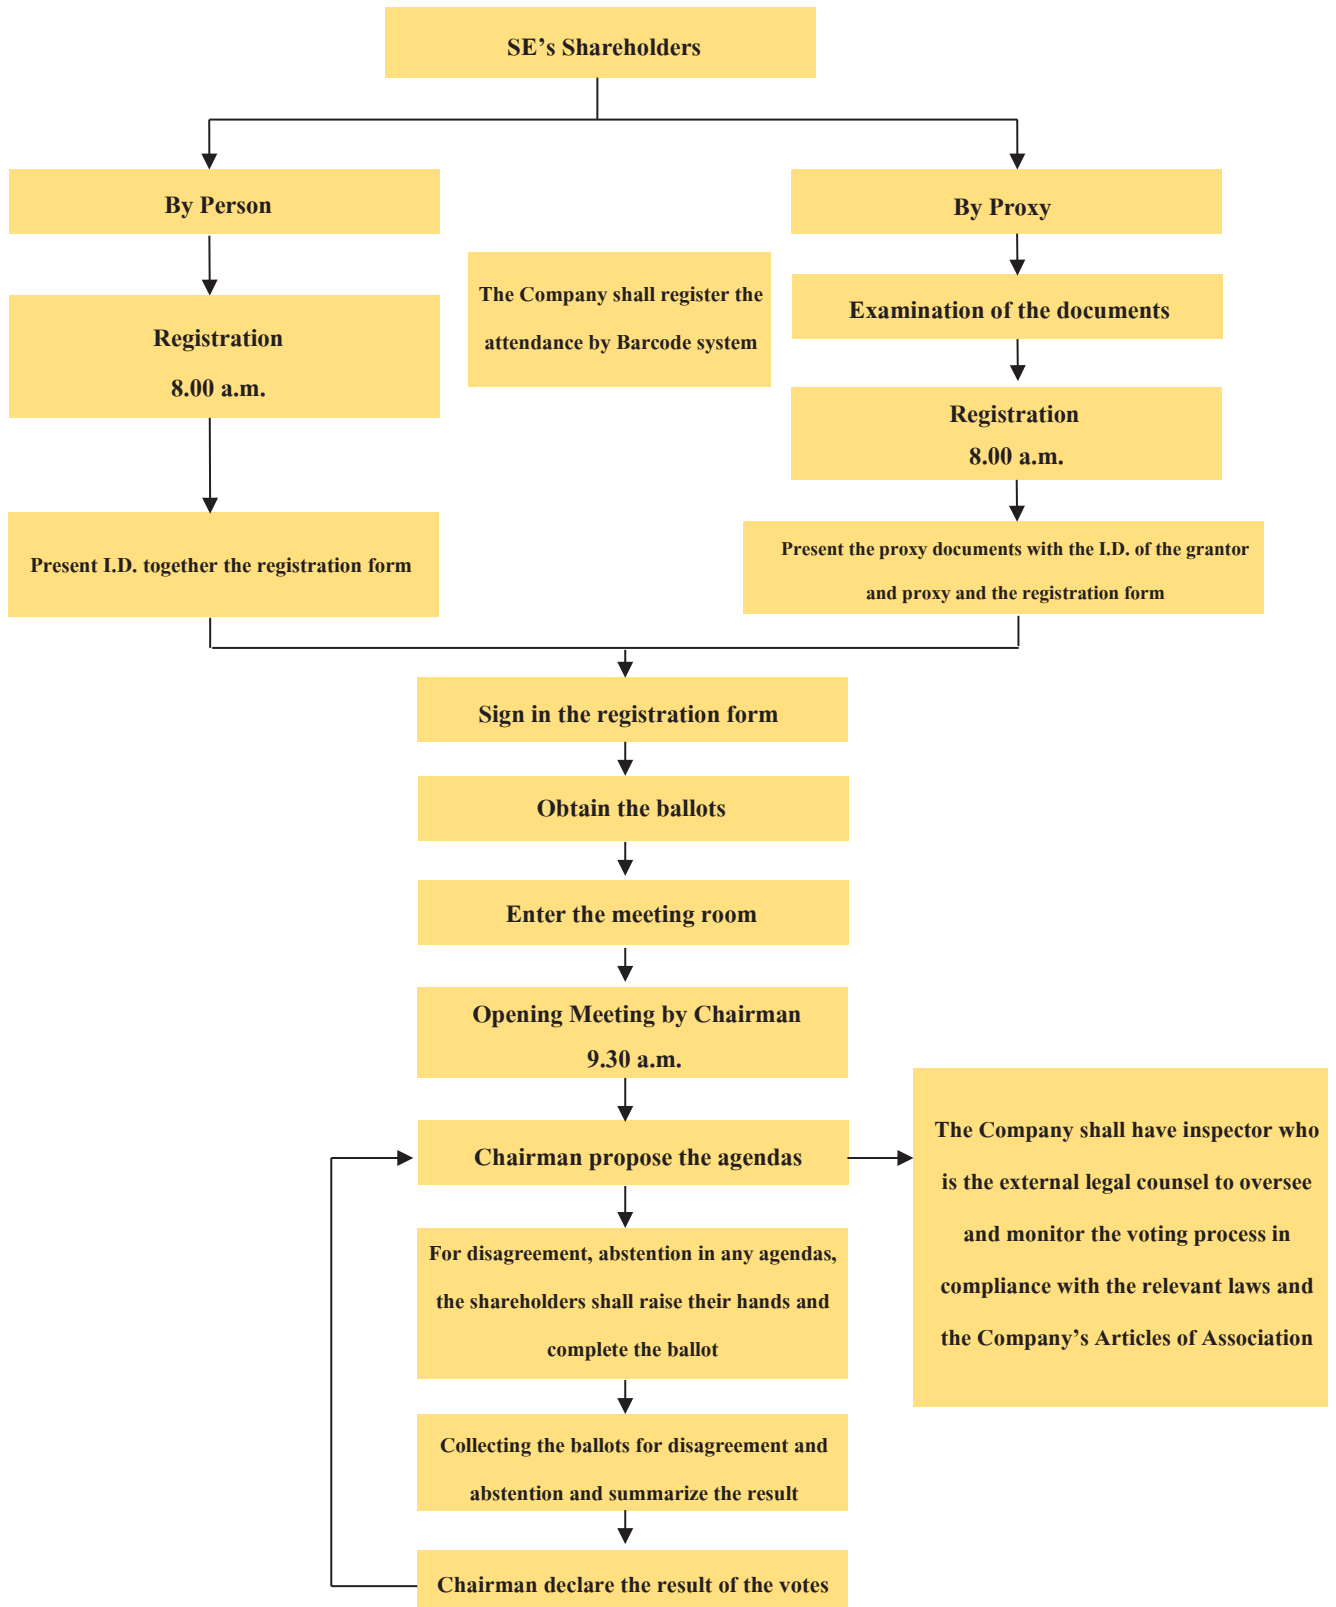 SE’s Shareholders
By Person
By Proxy
The Company shall register the
attendance by Barcode system
Examination of the documents
Registration
8.00 a.m.
Registration
8.00 a.m.
Present I.D. together the registration form
Present the proxy documents with the I.D. of the grantor
and proxy and the registration form
Sign in the registration form
Obtain the ballots
Enter the meeting room
Opening Meeting by Chairman
9.30 a.m.
Chairman propose the agendas
The Company shall have inspector who
is the external legal counsel to oversee
and monitor the voting process in
compliance with the relevant laws and
the Company’s Articles of Association
For disagreement, abstention in any agendas,
the shareholders shall raise their hands and
complete the ballot
Collecting the ballots for disagreement and
abstention and summarize the result
Chairman declare the result of the votes